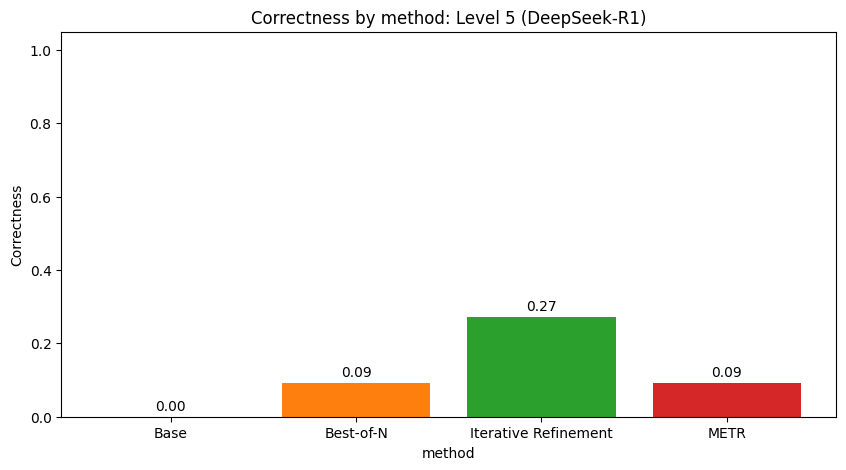 Correctness by method: Level 5 (DeepSeek-R1)
1.0
0.8
0.6
0.4
0.2
0.0
Correctness
0.00
0.09
0.27
0.09
Base
Best-of-N
Iterative Refinement
METR
method